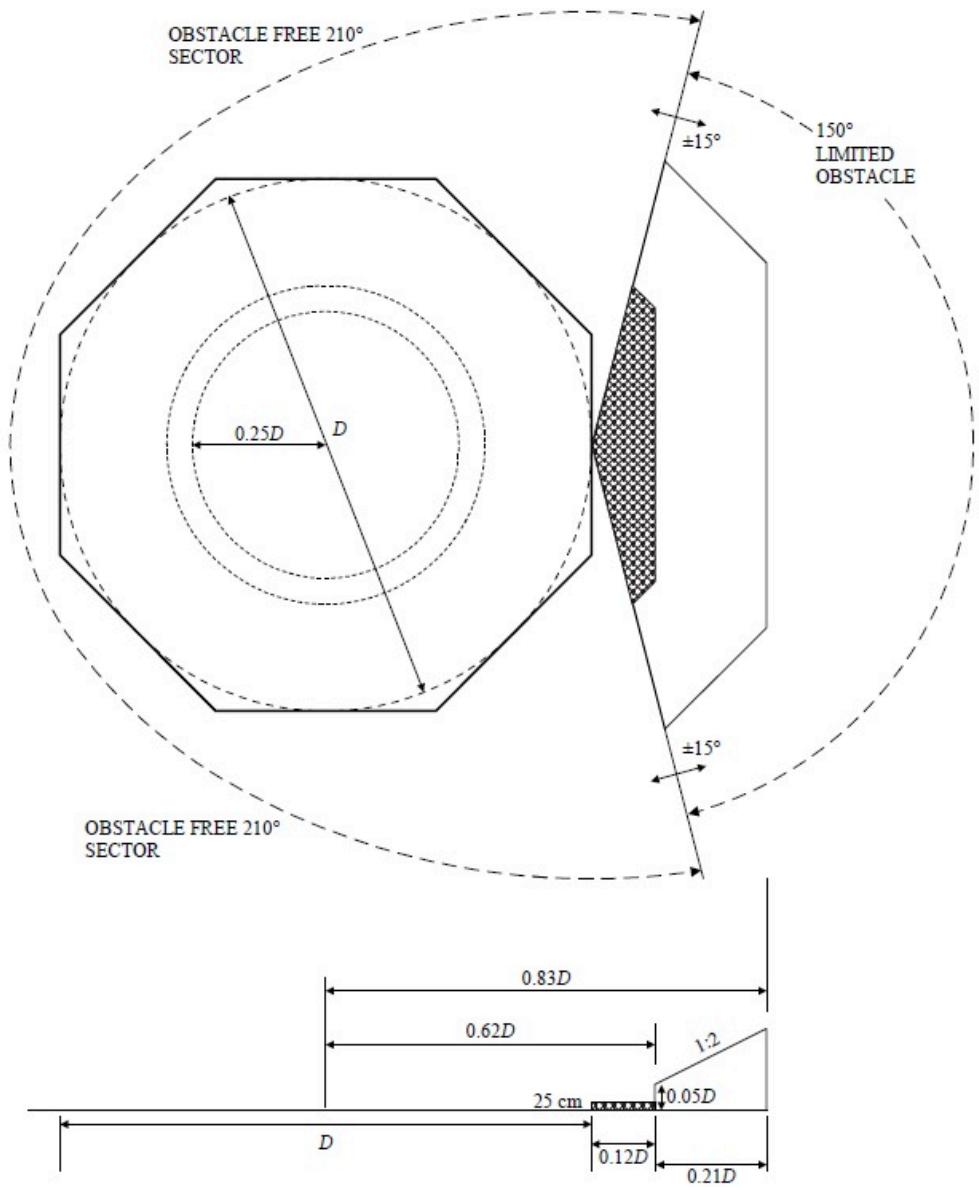 OBSTACLE FREE 210°
SECTOR
±15°
150°
LIMITED
OBSTACLE
0.25D
D
±15°
OBSTACLE FREE 210°
SECTOR
0.83D
0.62D
1:2
25 cm
0.05D
D
0.12D
0.21D